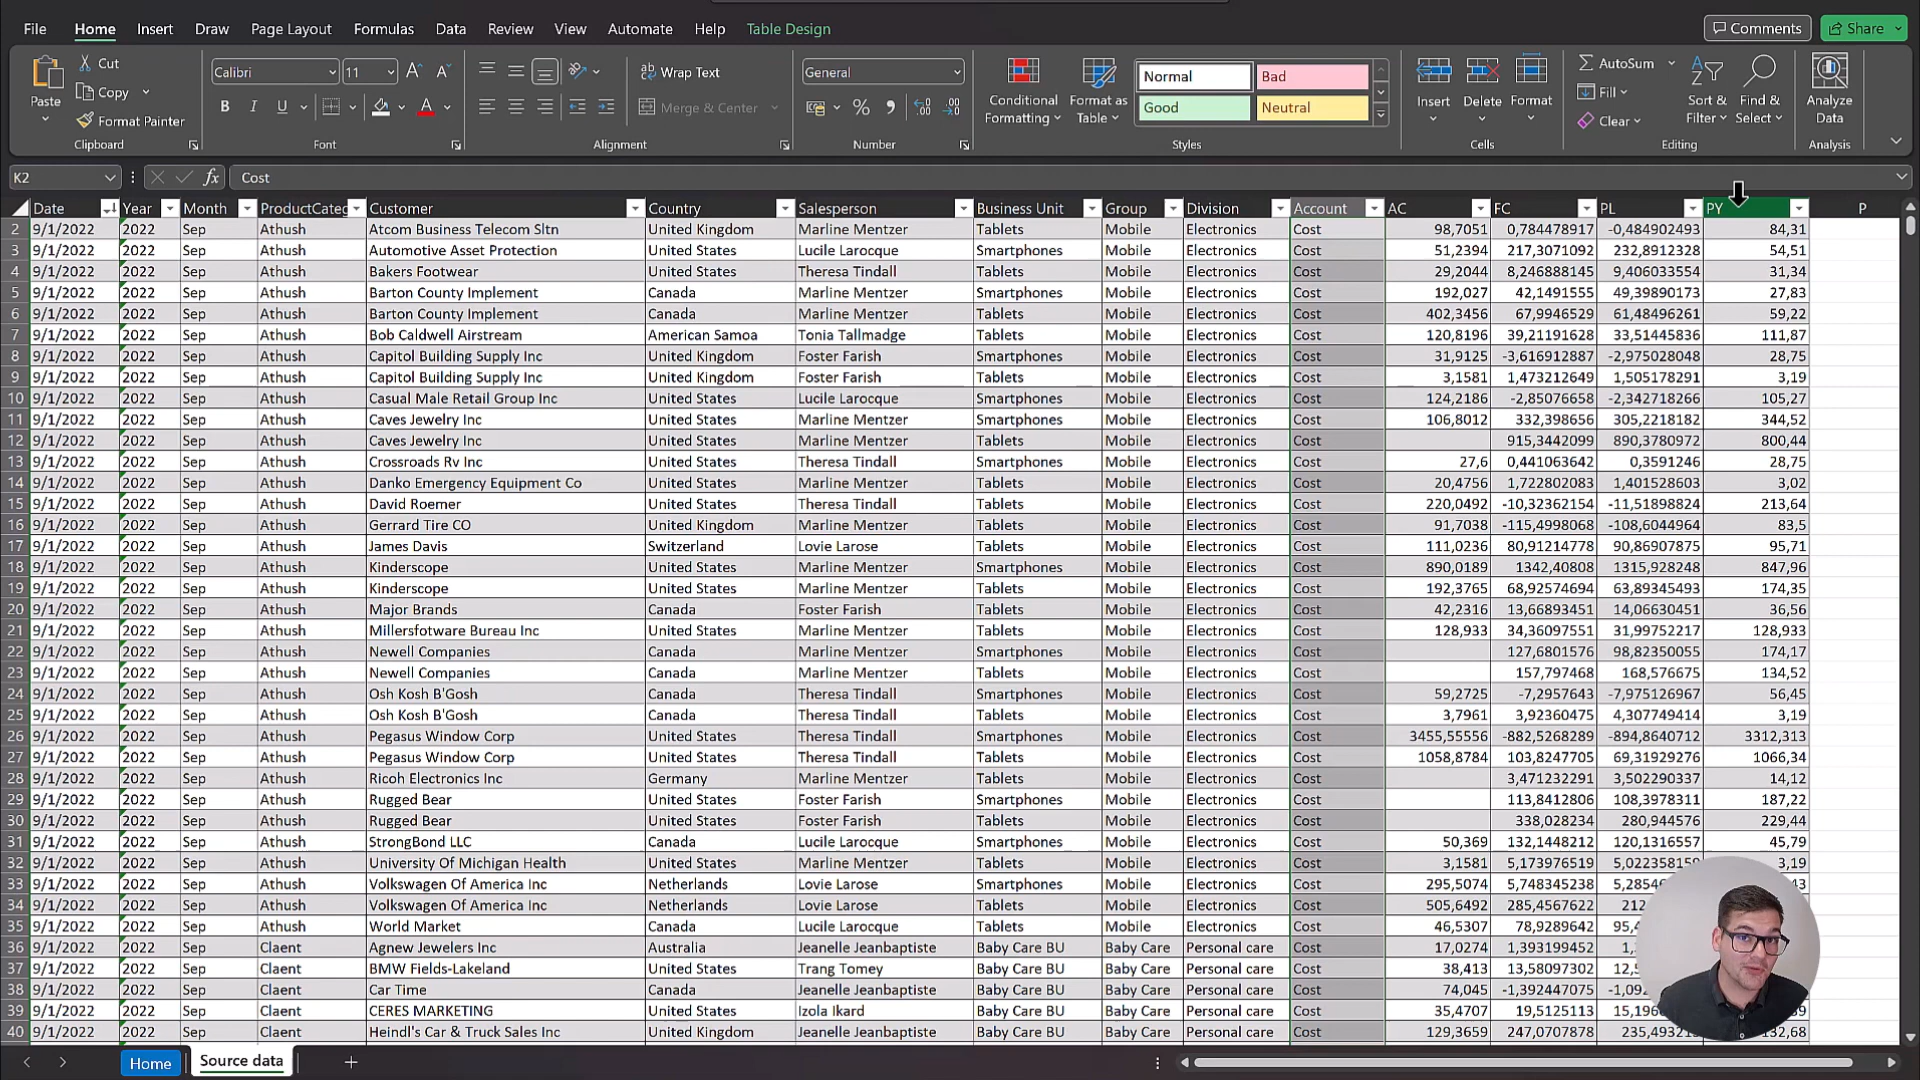 File Home Insert Draw Page Layout Formulas Data Review View Automate Help Table Design Comments Share
Paste Cut Copy Format Painter Clipboard
Calibri 11 B I U A Font
Wrap Text Merge & Center Alignment
General % Number
Conditional Formatting Format as Table Normal Bad Good Neutral Styles
Insert Delete Format Cells
AutoSum Fill Clear Sort & Filter Find & Select Editing
Analyze Data Analysis
K2 fx Cost
Date Year Month ProductCateg Customer Country Salesperson Business Unit Group Division Account AC FC PL PY P
2 9/1/2022 2022 Sep Athush Atcom Business Telecom Sltn United Kingdom Marline Mentzer Tablets Mobile Electronics Cost 98,7051 0,784478917 -0,484902493 84,31
3 9/1/2022 2022 Sep Athush Automotive Asset Protection United States Lucile Larocque Smartphones Mobile Electronics Cost 51,2394 217,3071092 232,8912328 54,51
4 9/1/2022 2022 Sep Athush Bakers Footwear United States Theresa Tindall Tablets Mobile Electronics Cost 29,2044 8,246888145 9,406033554 31,34
5 9/1/2022 2022 Sep Athush Barton County Implement Canada Marline Mentzer Smartphones Mobile Electronics Cost 192,027 42,1491555 49,39890173 27,83
6 9/1/2022 2022 Sep Athush Barton County Implement Canada Marline Mentzer Tablets Mobile Electronics Cost 402,3456 67,9946529 61,48496261 59,22
7 9/1/2022 2022 Sep Athush Bob Caldwell Airstream American Samoa Tonia Tallmadge Tablets Mobile Electronics Cost 120,8196 39,21191628 33,51445836 111,87
8 9/1/2022 2022 Sep Athush Capitol Building Supply Inc United Kingdom Foster Farish Smartphones Mobile Electronics Cost 31,9125 -3,616912887 -2,975028048 28,75
9 9/1/2022 2022 Sep Athush Capitol Building Supply Inc United Kingdom Foster Farish Tablets Mobile Electronics Cost 3,1581 1,473212649 1,505178291 3,19
10 9/1/2022 2022 Sep Athush Casual Male Retail Group Inc United States Lucile Larocque Tablets Mobile Electronics Cost 124,2186 -2,85076658 -2,342718266 105,27
11 9/1/2022 2022 Sep Athush Caves Jewelry Inc United States Marline Mentzer Smartphones Mobile Electronics Cost 106,8012 332,398656 305,2218182 344,52
12 9/1/2022 2022 Sep Athush Caves Jewelry Inc United States Marline Mentzer Tablets Mobile Electronics Cost 915,3442099 890,3780972 800,44
13 9/1/2022 2022 Sep Athush Crossroads Rv Inc United States Theresa Tindall Smartphones Mobile Electronics Cost 27,6 0,441063642 0,3591246 28,75
14 9/1/2022 2022 Sep Athush Danko Emergency Equipment Co United States Marline Mentzer Tablets Mobile Electronics Cost 20,4756 1,722802083 1,401528603 3,02
15 9/1/2022 2022 Sep Athush David Roemer United States Theresa Tindall Tablets Mobile Electronics Cost 220,0492 -10,32362154 -11,51898824 213,64
16 9/1/2022 2022 Sep Athush Gerrard Tire CO United Kingdom Marline Mentzer Tablets Mobile Electronics Cost 91,7038 -115,4998068 -108,6044964 83,5
17 9/1/2022 2022 Sep Athush James Davis Switzerland Lovie Larose Tablets Mobile Electronics Cost 111,0236 80,91214778 90,86907875 95,71
18 9/1/2022 2022 Sep Athush Kinderscope United States Marline Mentzer Smartphones Mobile Electronics Cost 890,0189 1342,40808 1315,928248 847,96
19 9/1/2022 2022 Sep Athush Kinderscope United States Marline Mentzer Tablets Mobile Electronics Cost 192,3765 68,92574694 63,89345493 174,35
20 9/1/2022 2022 Sep Athush Major Brands Canada Foster Farish Tablets Mobile Electronics Cost 42,2316 13,66893451 14,06630451 36,56
21 9/1/2022 2022 Sep Athush Millersfotware Bureau Inc United States Marline Mentzer Tablets Mobile Electronics Cost 128,933 34,36097551 31,99752217 128,933
22 9/1/2022 2022 Sep Athush Newell Companies Canada Marline Mentzer Smartphones Mobile Electronics Cost 127,6801576 98,82350055 174,17
23 9/1/2022 2022 Sep Athush Newell Companies Canada Marline Mentzer Tablets Mobile Electronics Cost 157,797468 168,576675 134,52
24 9/1/2022 2022 Sep Athush Osh Kosh B'Gosh Canada Theresa Tindall Smartphones Mobile Electronics Cost 59,2725 -7,2957643 -7,975126967 56,45
25 9/1/2022 2022 Sep Athush Osh Kosh B'Gosh Canada Theresa Tindall Tablets Mobile Electronics Cost 3,7961 3,92360475 4,307749414 3,19
26 9/1/2022 2022 Sep Athush Pegasus Window Corp United States Theresa Tindall Smartphones Mobile Electronics Cost 3455,55556 -882,5268289 -894,8640712 3312,313
27 9/1/2022 2022 Sep Athush Pegasus Window Corp United States Theresa Tindall Tablets Mobile Electronics Cost 1058,8784 103,8247705 69,31929276 1066,34
28 9/1/2022 2022 Sep Athush Ricoh Electronics Inc Germany Marline Mentzer Tablets Mobile Electronics Cost 3,471232291 3,502290337 14,12
29 9/1/2022 2022 Sep Athush Rugged Bear United States Foster Farish Smartphones Mobile Electronics Cost 113,8412806 108,3978311 187,22
30 9/1/2022 2022 Sep Athush Rugged Bear United States Foster Farish Tablets Mobile Electronics Cost 338,028234 280,944576 229,44
31 9/1/2022 2022 Sep Athush StrongBond LLC Canada Lucile Larocque Smartphones Mobile Electronics Cost 50,369 132,1448212 120,1316557 45,79
32 9/1/2022 2022 Sep Athush University Of Michigan Health United States Marline Mentzer Tablets Mobile Electronics Cost 3,1581 5,173976519 5,022358159 3,19
33 9/1/2022 2022 Sep Athush Volkswagen Of America Inc Netherlands Lovie Larose Smartphones Mobile Electronics Cost 295,5074 5,748345238
34 9/1/2022 2022 Sep Athush Volkswagen Of America Inc Netherlands Lovie Larose Tablets Mobile Electronics Cost 505,6492 285,4567622
35 9/1/2022 2022 Sep Athush World Market Canada Lucile Larocque Tablets Mobile Electronics Cost 46,5307 78,9289642
36 9/1/2022 2022 Sep Claent Agnew Jewelers Inc Australia Jeanelle Jeanbaptiste Baby Care BU Baby Care Personal care Cost 17,0274 1,393199452
37 9/1/2022 2022 Sep Claent BMW Fields-Lakeland United States Trang Tomey Baby Care BU Baby Care Personal care Cost 38,413 13,58097302
38 9/1/2022 2022 Sep Claent Car Time Canada Jeanelle Jeanbaptiste Baby Care BU Baby Care Personal care Cost 74,045 -1,392447075
39 9/1/2022 2022 Sep Claent CERES MARKETING United States Izola Ikard Baby Care BU Baby Care Personal care Cost 35,4707 19,5125113
40 9/1/2022 2022 Sep Claent Heindl's Car & Truck Sales Inc United Kingdom Jeanelle Jeanbaptiste Baby Care BU Baby Care Personal care Cost 129,3659 247,0707878
Home Source data